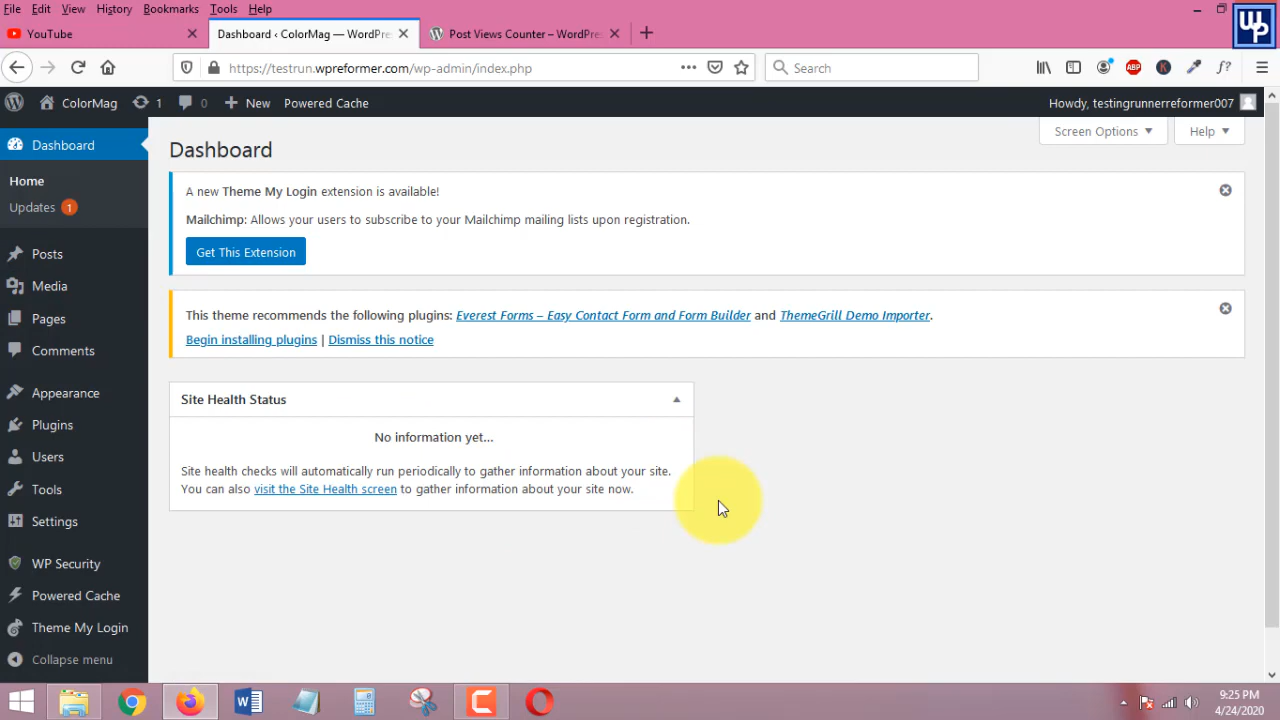 File Edit View History Bookmarks Tools Help
YouTube
Dashboard ‹ ColorMag — WordPre
Post Views Counter – WordPre
https://testrun.wpreformer.com/wp-admin/index.php
Search
ABP
K
f?
ColorMag 1 0 New Powered Cache
Howdy, testingrunnerreformer007
Screen Options
Help
Dashboard
Home
Updates 1
Posts
Media
Pages
Comments
Appearance
Plugins
Users
Tools
Settings
WP Security
Powered Cache
Theme My Login
Collapse menu
Dashboard
A new Theme My Login extension is available!
Mailchimp: Allows your users to subscribe to your Mailchimp mailing lists upon registration.
Get This Extension
This theme recommends the following plugins: Everest Forms – Easy Contact Form and Form Builder and ThemeGrill Demo Importer.
Begin installing plugins | Dismiss this notice
Site Health Status
No information yet...
Site health checks will automatically run periodically to gather information about your site.
You can also visit the Site Health screen to gather information about your site now.
9:25 PM
4/24/2020